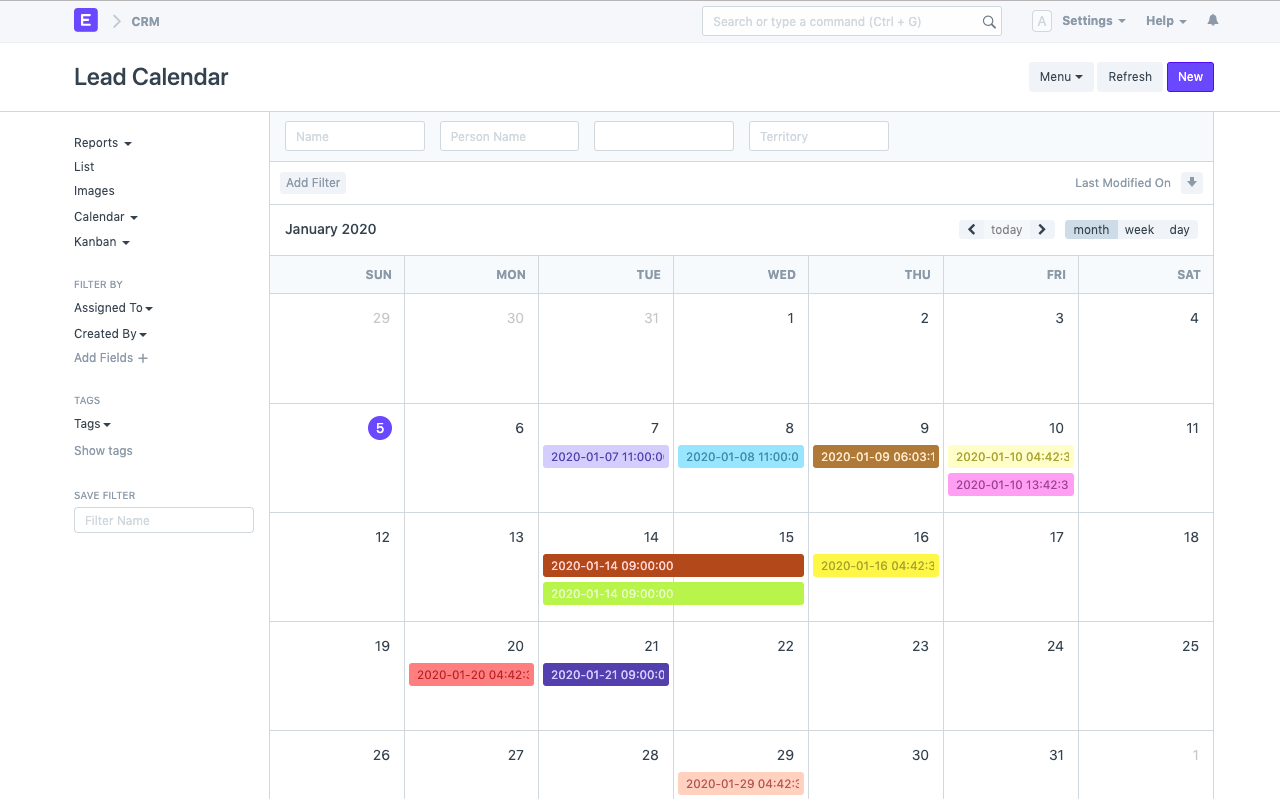 E CRM Search or type a command (Ctrl + G) A Settings Help
Lead Calendar Menu Refresh New
Reports
List
Images
Calendar
Kanban
FILTER BY
Assigned To
Created By
Add Fields
TAGS
Tags
Show tags
SAVE FILTER
Filter Name
Name Person Name Territory
Add Filter Last Modified On
January 2020 today month week day
SUN MON TUE WED THU FRI SAT
29 30 31 1 2 3 4
5 6 7 8 9 10 11
2020-01-07 11:00:0 2020-01-08 11:00:0 2020-01-09 06:03:1 2020-01-10 04:42:3
2020-01-10 13:42:3
12 13 14 15 16 17 18
2020-01-14 09:00:00 2020-01-16 04:42:3
2020-01-14 09:00:00
19 20 21 22 23 24 25
2020-01-20 04:42:3 2020-01-21 09:00:0
26 27 28 29 30 31 1
2020-01-29 04:42:3